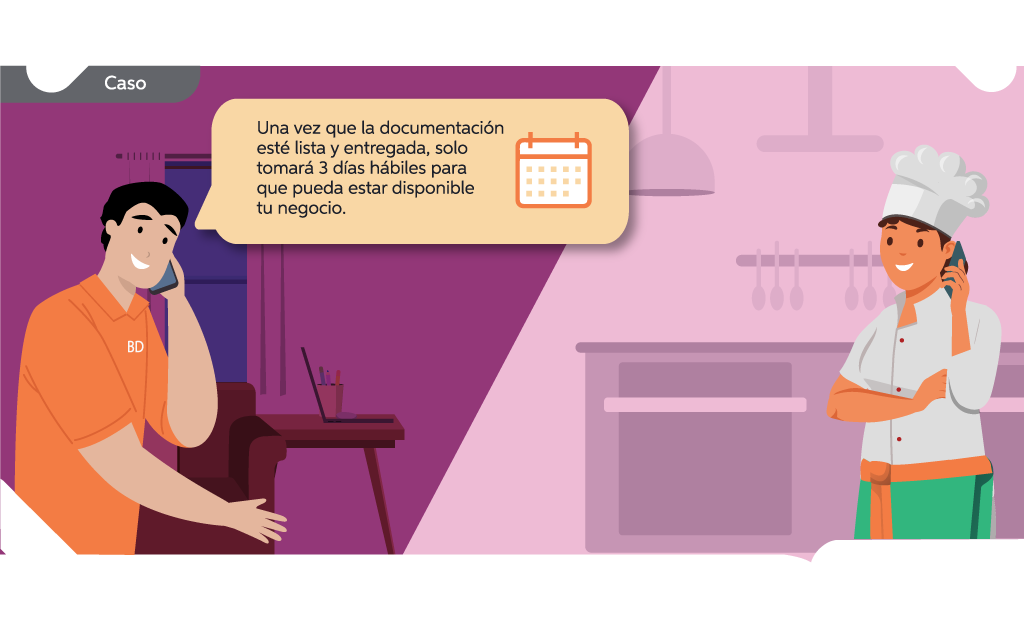 Caso
Una vez que la documentación
esté lista y entregada, solo
tomará 3 días hábiles para
que pueda estar disponible
tu negocio.
BD